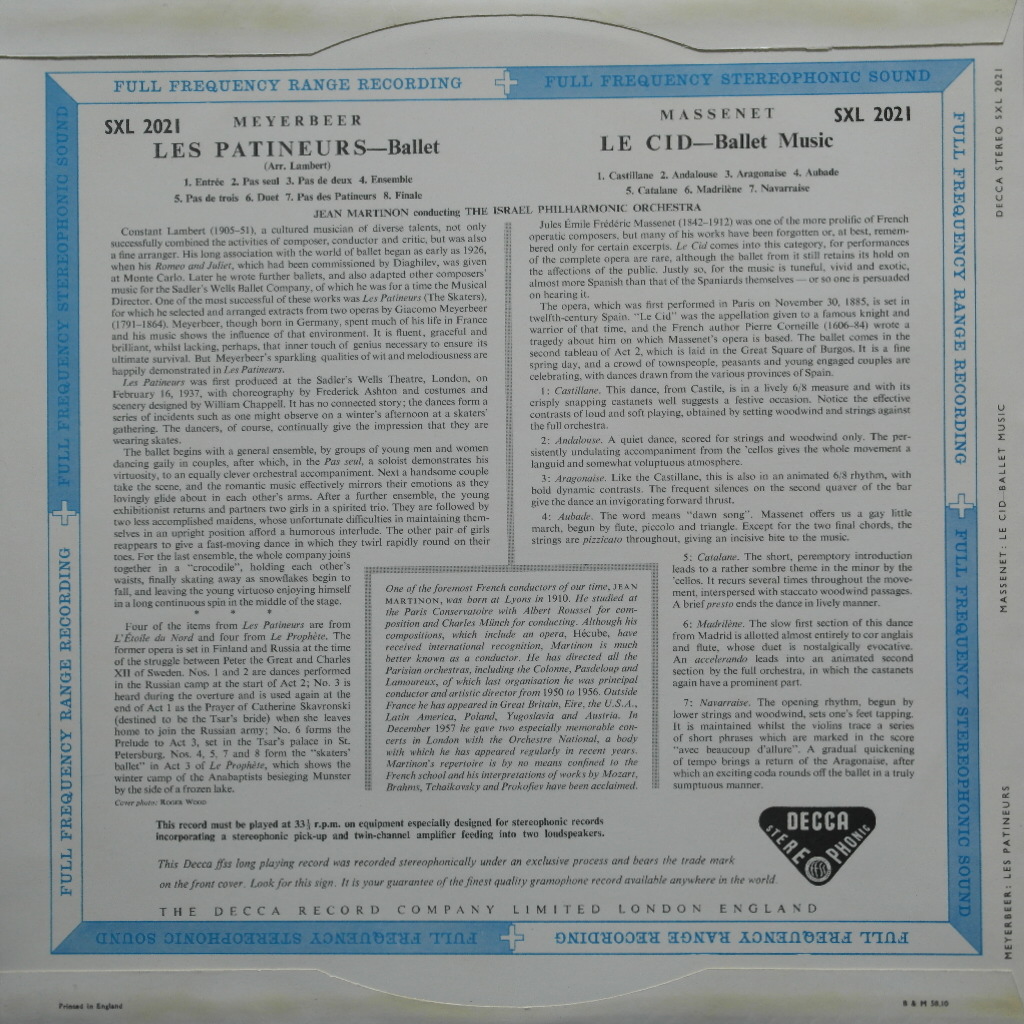 FULL FREQUENCY RANGE RECORDING
FULL FREQUENCY STEREOPHONIC SOUND
SXL 2021
MEYERBEER
LES PATINEURS—Ballet
(Arr. Lambert)
1. Entrée 2. Pas seul 3. Pas de deux 4. Ensemble
5. Pas de trois 6. Duet 7. Pas des Patineurs 8. Finale
MASSENET
SXL 2021
LE CID—Ballet Music
1. Castillane 2. Andalouse 3. Aragonaise 4. Aubade
5. Catalane 6. Madrilène 7. Navarraise
JEAN MARTINON conducting THE ISRAEL PHILHARMONIC ORCHESTRA
Constant Lambert (1905–51), a cultured musician of diverse talents, not only
successfully combined the activities of composer, conductor and critic, but was also
a fine arranger. His long association with the world of ballet began as early as 1926,
when his Romeo and Juliet, which had been commissioned by Diaghilev, was given
at Monte Carlo. Later he wrote further ballets, and also adapted other composers'
music for the Sadler's Wells Ballet Company, of which he was for a time the Musical
Director. One of the most successful of these works was Les Patineurs (The Skaters),
for which he selected and arranged extracts from two operas by Giacomo Meyerbeer
(1791–1864). Meyerbeer, though born in Germany, spent much of his life in France
and his music shows the influence of that environment. It is fluent, graceful and
brilliant, whilst lacking, perhaps, that inner touch of genius necessary to ensure its
ultimate survival. But Meyerbeer's sparkling qualities of wit and melodiousness are
happily demonstrated in Les Patineurs.
Les Patineurs was first produced at the Sadler's Wells Theatre, London, on
February 16, 1937, with choreography by Frederick Ashton and costumes and
scenery designed by William Chappell. It has no connected story; the dances form a
series of incidents such as one might observe on a winter's afternoon at a skaters'
gathering. The dancers, of course, continually give the impression that they are
wearing skates.
The ballet begins with a general ensemble, by groups of young men and women
dancing gaily in couples, after which, in the Pas seul, a soloist demonstrates his
virtuosity, to an equally clever orchestral accompaniment. Next a handsome couple
take the scene, and the romantic music effectively mirrors their emotions as they
lovingly glide about in each other's arms. After a further ensemble, the young
exhibitionist returns and partners two girls in a spirited trio. They are followed by
two less accomplished maidens, whose unfortunate difficulties in maintaining them-
selves in an upright position afford a humorous interlude. The other pair of girls
reappears to give a fast-moving dance in which they twirl rapidly round on their
toes. For the last ensemble, the whole company joins
together in a "crocodile", holding each other's
waists, finally skating away as snowflakes begin to
fall, and leaving the young virtuoso enjoying himself
in a long continuous spin in the middle of the stage.
* * *
Four of the items from Les Patineurs are from
L'Étoile du Nord and four from Le Prophète. The
former opera is set in Finland and Russia at the time
of the struggle between Peter the Great and Charles
XII of Sweden. Nos. 1 and 2 are dances performed
in the Russian camp at the start of Act 2; No. 3 is
heard during the overture and is used again at the
end of Act 1 as the Prayer of Catherine Skavronski
(destined to be the Tsar's bride) when she leaves
home to join the Russian army; No. 6 forms the
Prelude to Act 3, set in the Tsar's palace in St.
Petersburg. Nos. 4, 5, 7 and 8 form the "skaters'
ballet" in Act 3 of Le Prophète, which shows the
winter camp of the Anabaptists besieging Munster
by the side of a frozen lake.
Cover photo: ROGER WOOD
One of the foremost French conductors of our time, JEAN
MARTINON, was born at Lyons in 1910. He studied at
the Paris Conservatoire with Albert Roussel for com-
position and Charles Münch for conducting. Although his
compositions, which include an opera, Hécube, have
received international recognition, Martinon is much
better known as a conductor. He has directed all the
Parisian orchestras, including the Colonne, Pasdeloup and
Lamoureux, of which last organisation he was principal
conductor and artistic director from 1950 to 1956. Outside
France he has appeared in Great Britain, Eire, the U.S.A.,
Latin America, Poland, Yugoslavia and Austria. In
December 1957 he gave two especially memorable con-
certs in London with the Orchestre National, a body
with which he has appeared regularly in recent years.
Martinon's repertoire is by no means confined to the
French school and his interpretations of works by Mozart,
Brahms, Tchaikovsky and Prokofiev have been acclaimed.
Jules Émile Frédéric Massenet (1842–1912) was one of the more prolific of French
operatic composers, but many of his works have been forgotten or, at best, remem-
bered only for certain excerpts. Le Cid comes into this category, for performances
of the complete opera are rare, although the ballet from it still retains its hold on
the affections of the public. Justly so, for the music is tuneful, vivid and exotic,
almost more Spanish than that of the Spaniards themselves — or so one is persuaded
on hearing it.
The opera, which was first performed in Paris on November 30, 1885, is set in
twelfth-century Spain. "Le Cid" was the appellation given to a famous knight and
warrior of that time, and the French author Pierre Corneille (1606–84) wrote a
tragedy about him on which Massenet's opera is based. The ballet comes in the
second tableau of Act 2, which is laid in the Great Square of Burgos. It is a fine
spring day, and a crowd of townspeople, peasants and young engaged couples are
celebrating, with dances drawn from the various provinces of Spain.
1: Castillane. This dance, from Castile, is in a lively 6/8 measure and with its
crisply snapping castanets well suggests a festive occasion. Notice the effective
contrasts of loud and soft playing, obtained by setting woodwind and strings against
the full orchestra.
2: Andalouse. A quiet dance, scored for strings and woodwind only. The per-
sistently undulating accompaniment from the 'cellos gives the whole movement a
languid and somewhat voluptuous atmosphere.
3: Aragonaise. Like the Castillane, this is also in an animated 6/8 rhythm, with
bold dynamic contrasts. The frequent silences on the second quaver of the bar
give the dance an invigorating forward thrust.
4: Aubade. The word means "dawn song". Massenet offers us a gay little
march, begun by flute, piccolo and triangle. Except for the two final chords, the
strings are pizzicato throughout, giving an incisive bite to the music.
5: Catalane. The short, peremptory introduction
leads to a rather sombre theme in the minor by the
'cellos. It recurs several times throughout the move-
ment, interspersed with staccato woodwind passages.
A brief presto ends the dance in lively manner.
6: Madrilène. The slow first section of this dance
from Madrid is allotted almost entirely to cor anglais
and flute, whose duet is nostalgically evocative.
An accelerando leads into an animated second
section by the full orchestra, in which the castanets
again have a prominent part.
7: Navarraise. The opening rhythm, begun by
lower strings and woodwind, sets one's feet tapping.
It is maintained whilst the violins trace a series
of short phrases which are marked in the score
"avec beaucoup d'allure". A gradual quickening
of tempo brings a return of the Aragonaise, after
which an exciting coda rounds off the ballet in a truly
sumptuous manner.
This record must be played at 33⅓ r.p.m. on equipment especially designed for stereophonic records
incorporating a stereophonic pick-up and twin-channel amplifier feeding into two loudspeakers.
This Decca ffss long playing record was recorded stereophonically under an exclusive process and bears the trade mark
on the front cover. Look for this sign. It is your guarantee of the finest quality gramophone record available anywhere in the world.
DECCA
STEREOPHONIC
THE DECCA RECORD COMPANY LIMITED LONDON ENGLAND
FULL FREQUENCY STEREOPHONIC SOUND
FULL FREQUENCY RANGE RECORDING
FULL FREQUENCY RANGE RECORDING
FULL FREQUENCY STEREOPHONIC SOUND
FULL FREQUENCY RANGE RECORDING
FULL FREQUENCY STEREOPHONIC SOUND
DECCA STEREO SXL 2021
MASSENET: LE CID—BALLET MUSIC
MEYERBEER: LES PATINEURS
Printed in England
B & M 58.10